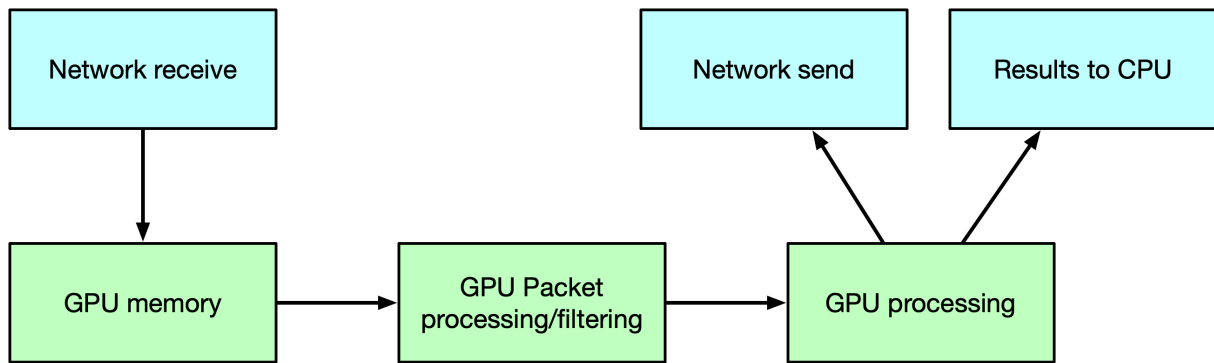 Network receive
Network send
Results to CPU
GPU memory
GPU Packet
processing/filtering
GPU processing